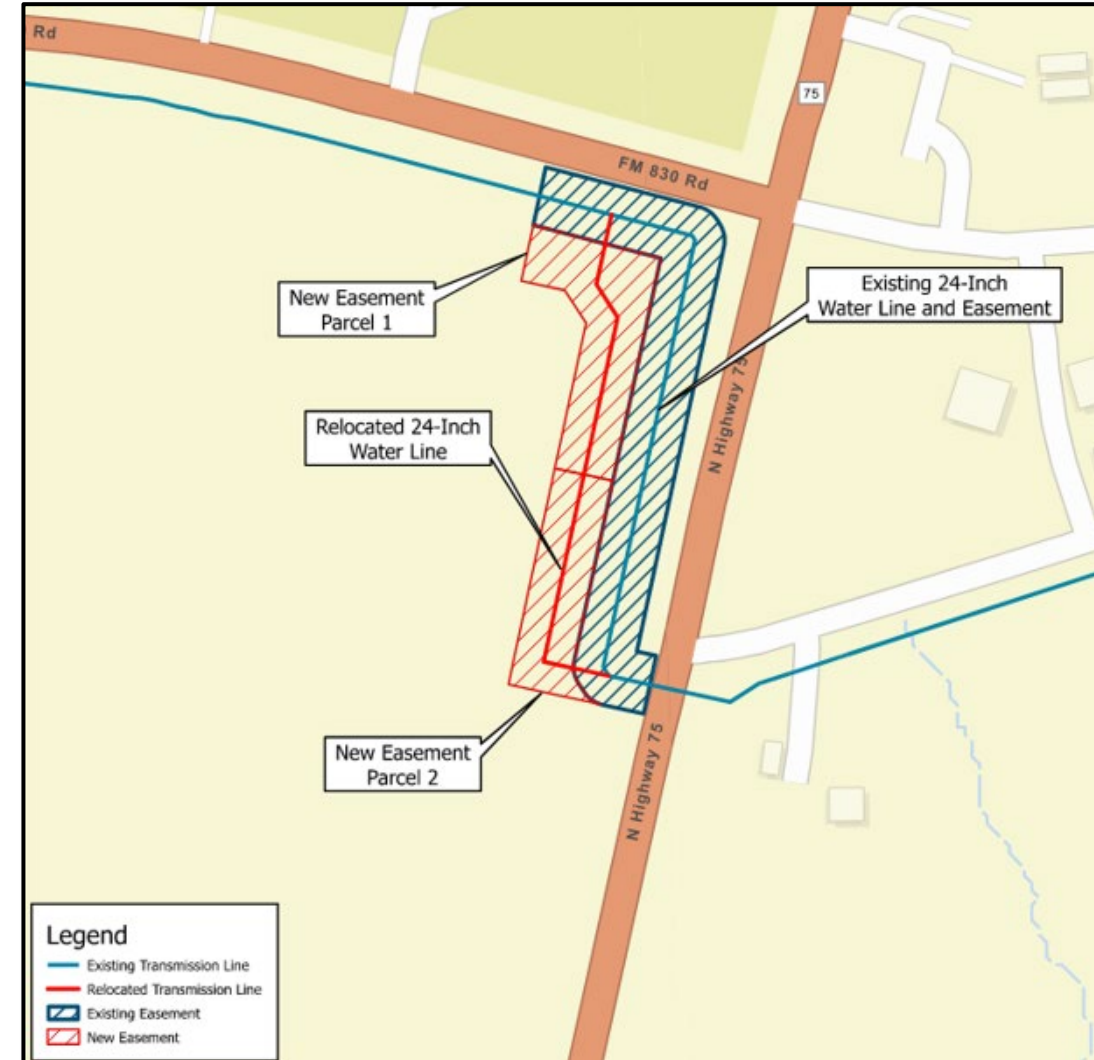 Rd
75
FM 830 Rd
New Easement
Parcel 1
Existing 24-Inch
Water Line and Easement
N Highway 75
Relocated 24-Inch
Water Line
New Easement
Parcel 2
N Highway 75
Legend
Existing Transmission Line
Relocated Transmission Line
Existing Easement
New Easement